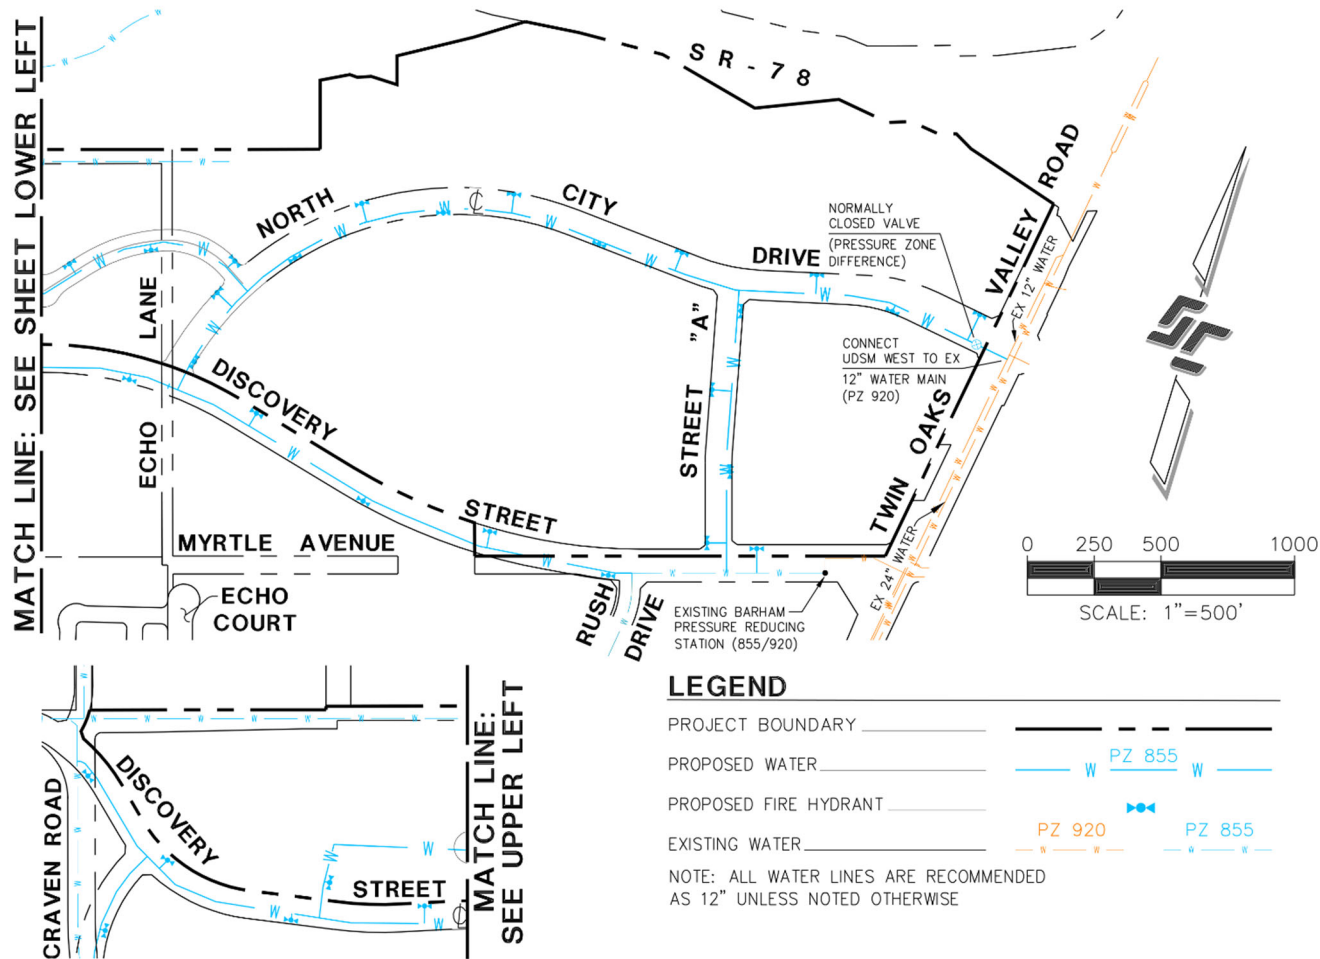 MATCH LINE: SEE SHEET LOWER LEFT
SR-78
NORTH CITY DRIVE
℄
TWIN OAKS VALLEY ROAD
NORMALLY
CLOSED VALVE
(PRESSURE ZONE
DIFFERENCE)
EX 12" WATER
CONNECT
UDSM WEST TO EX
12" WATER MAIN
(PZ 920)
STREET "A"
ECHO LANE
DISCOVERY STREET
MYRTLE AVENUE
ECHO
COURT
RUSH
DRIVE
EX 24" WATER
EXISTING BARHAM
PRESSURE REDUCING
STATION (855/920)
0 250 500 1000
SCALE: 1"=500'
CRAVEN ROAD
DISCOVERY STREET
MATCH LINE:
SEE UPPER LEFT
LEGEND
PROJECT BOUNDARY
PROPOSED WATER W PZ 855 W
PROPOSED FIRE HYDRANT
EXISTING WATER PZ 920 W W PZ 855 W W
NOTE: ALL WATER LINES ARE RECOMMENDED
AS 12" UNLESS NOTED OTHERWISE